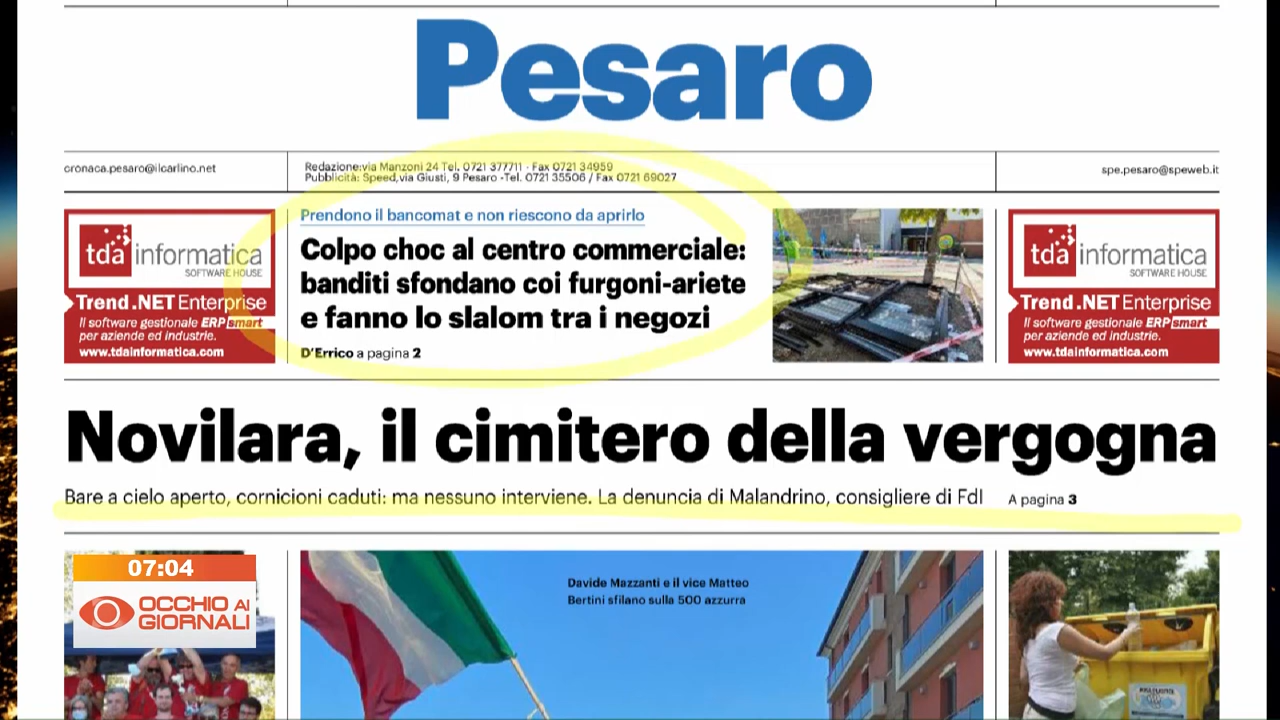 Pesaro
cronaca.pesaro@ilcarlino.net
Redazione:via Manzoni 24 Tel. 0721 377711 - Fax 0721 34959
Pubblicità: Speed,via Giusti, 9 Pesaro -Tel. 0721 35506 / Fax 0721 69027
spe.pesaro@speweb.it
tda informatica
SOFTWARE HOUSE
Trend.NET Enterprise
Il software gestionale ERP smart
per aziende ed industrie.
www.tdainformatica.com
Prendono il bancomat e non riescono da aprirlo
Colpo choc al centro commerciale:
banditi sfondano coi furgoni-ariete
e fanno lo slalom tra i negozi
D'Errico a pagina 2
tda informatica
SOFTWARE HOUSE
Trend.NET Enterprise
Il software gestionale ERP smart
per aziende ed industrie.
www.tdainformatica.com
Novilara, il cimitero della vergogna
Bare a cielo aperto, cornicioni caduti: ma nessuno interviene. La denuncia di Malandrino, consigliere di FdI
A pagina 3
07:04
OCCHIO AI
GIORNALI
Davide Mazzanti e il vice Matteo
Bertini sfilano sulla 500 azzurra